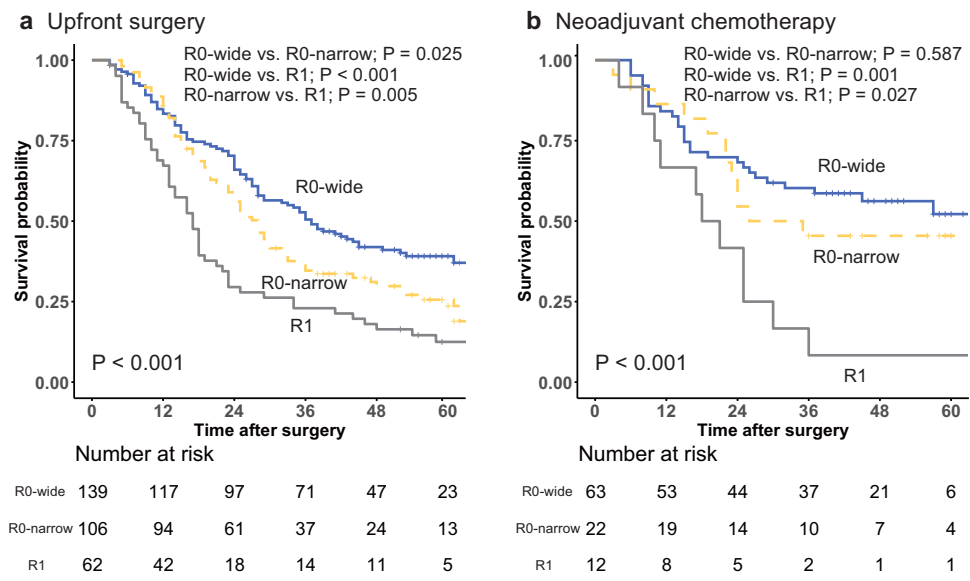 a Upfront surgery
R0-wide vs. R0-narrow; P = 0.025
R0-wide vs. R1; P < 0.001
R0-narrow vs. R1; P = 0.005
Survival probability
1.00
0.75
0.50
0.25
0.00
R0-wide
R0-narrow
R1
P < 0.001
0 12 24 36 48 60
Time after surgery
Number at risk
R0-wide 139 117 97 71 47 23
R0-narrow 106 94 61 37 24 13
R1 62 42 18 14 11 5
b Neoadjuvant chemotherapy
R0-wide vs. R0-narrow; P = 0.587
R0-wide vs. R1; P = 0.001
R0-narrow vs. R1; P = 0.027
Survival probability
1.00
0.75
0.50
0.25
0.00
R0-wide
R0-narrow
R1
P < 0.001
0 12 24 36 48 60
Time after surgery
Number at risk
R0-wide 63 53 44 37 21 6
R0-narrow 22 19 14 10 7 4
R1 12 8 5 2 1 1